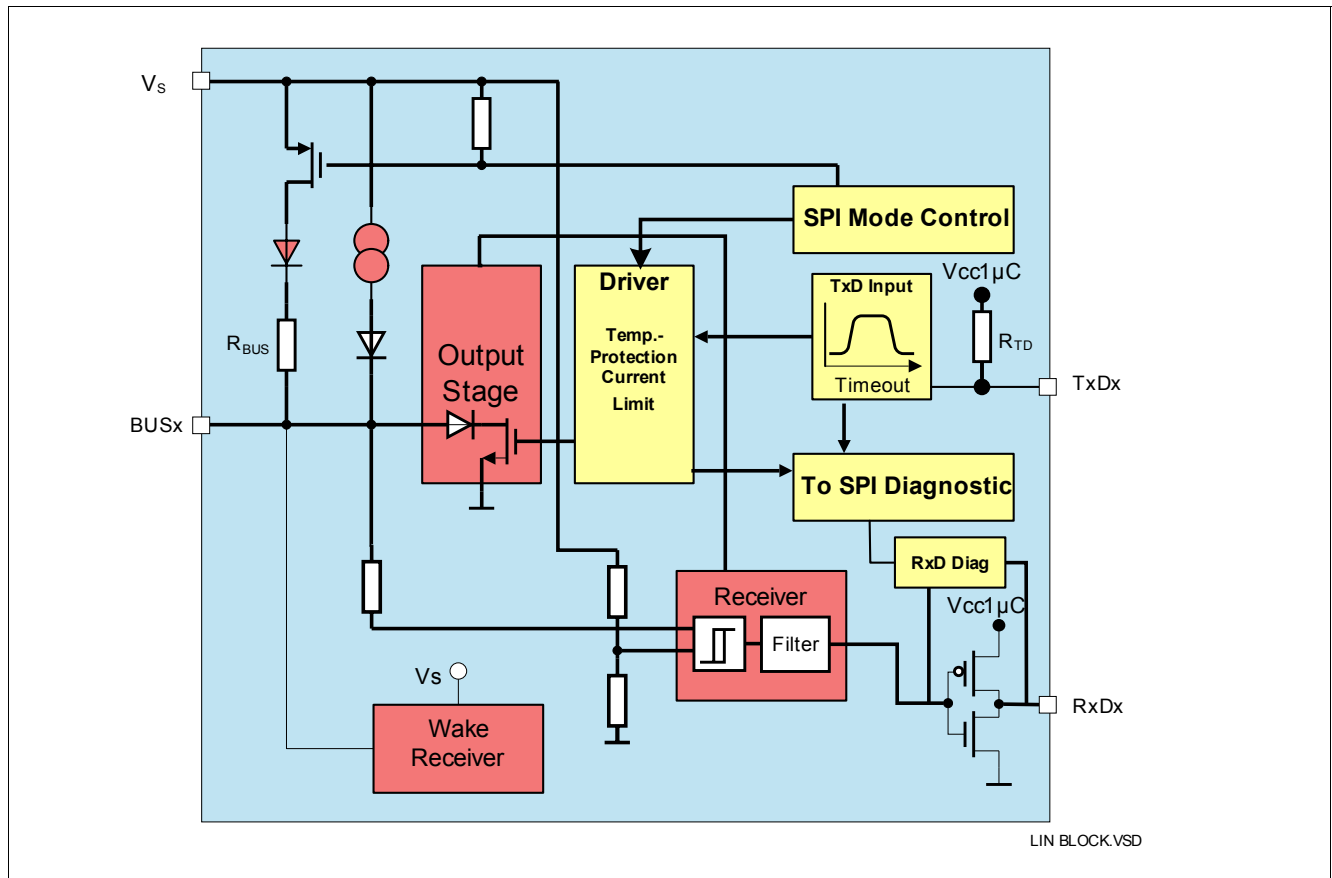 Vs
SPI Mode Control
Vcc1µC
Driver
TxD Input
Temp.-
Protection
Current
Limit
RBUS
Output
Stage
RTD
Timeout
TxDx
BUSx
To SPI Diagnostic
RxD Diag
Receiver
Vcc1µC
Filter
Vs
RxDx
Wake
Receiver
LIN BLOCK.VSD